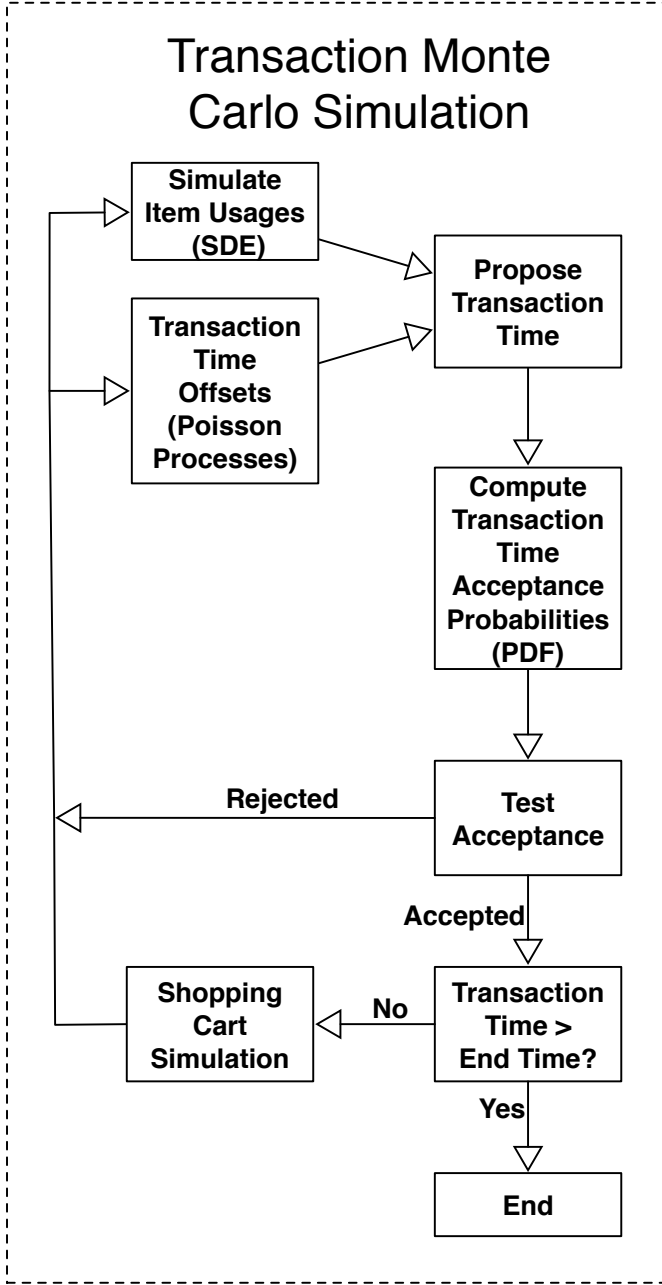 Transaction Monte
Carlo Simulation
Simulate
Item Usages
(SDE)
Propose
Transaction
Time
Transaction
Time
Offsets
(Poisson
Processes)
Compute
Transaction
Time
Acceptance
Probabilities
(PDF)
Rejected
Test
Acceptance
Accepted
Shopping
Cart
Simulation
No
Transaction
Time >
End Time?
Yes
End